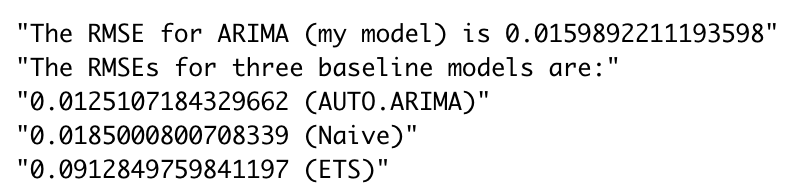 "The RMSE for ARIMA (my model) is 0.0159892211193598"
"The RMSEs for three baseline models are:"
"0.0125107184329662 (AUTO.ARIMA)"
"0.0185000800708339 (Naive)"
"0.0912849759841197 (ETS)"